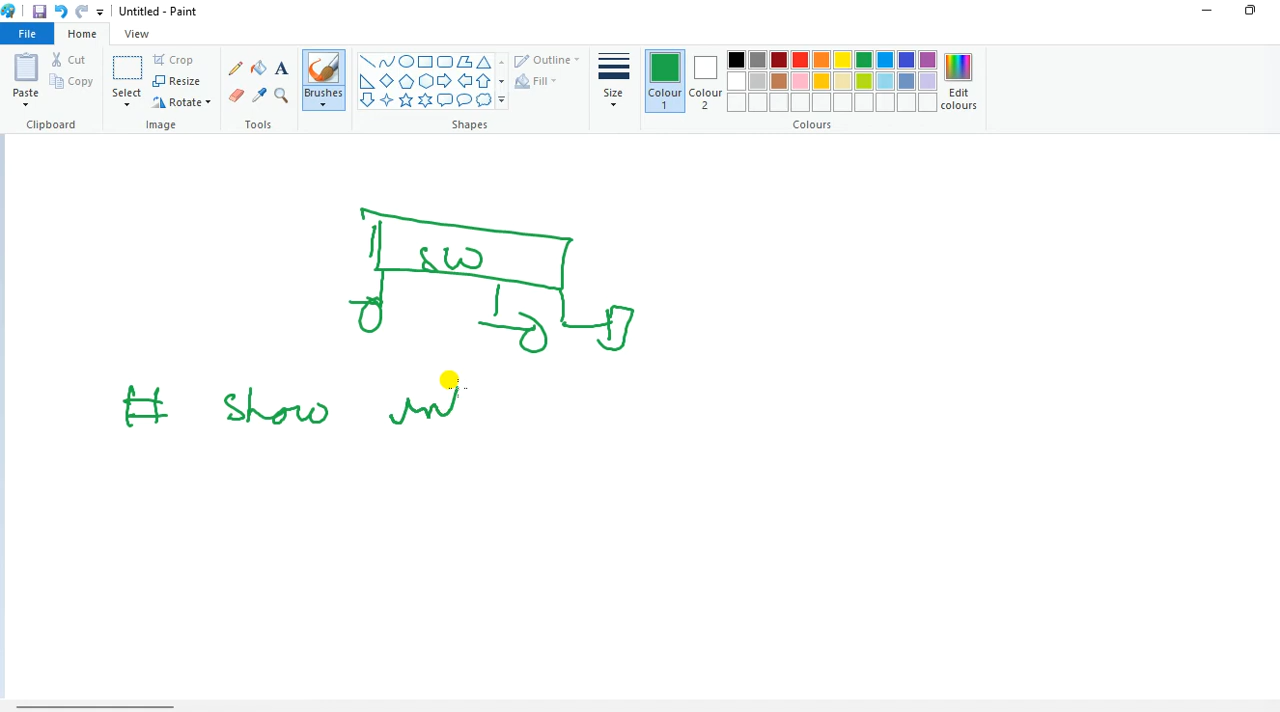 Untitled - Paint
File Home View
Paste Cut Copy Clipboard
Select Crop Resize Rotate Image
A Tools
Brushes
Outline Fill Shapes
Size
Colour 1 Colour 2 Edit colours Colours
SW
# show